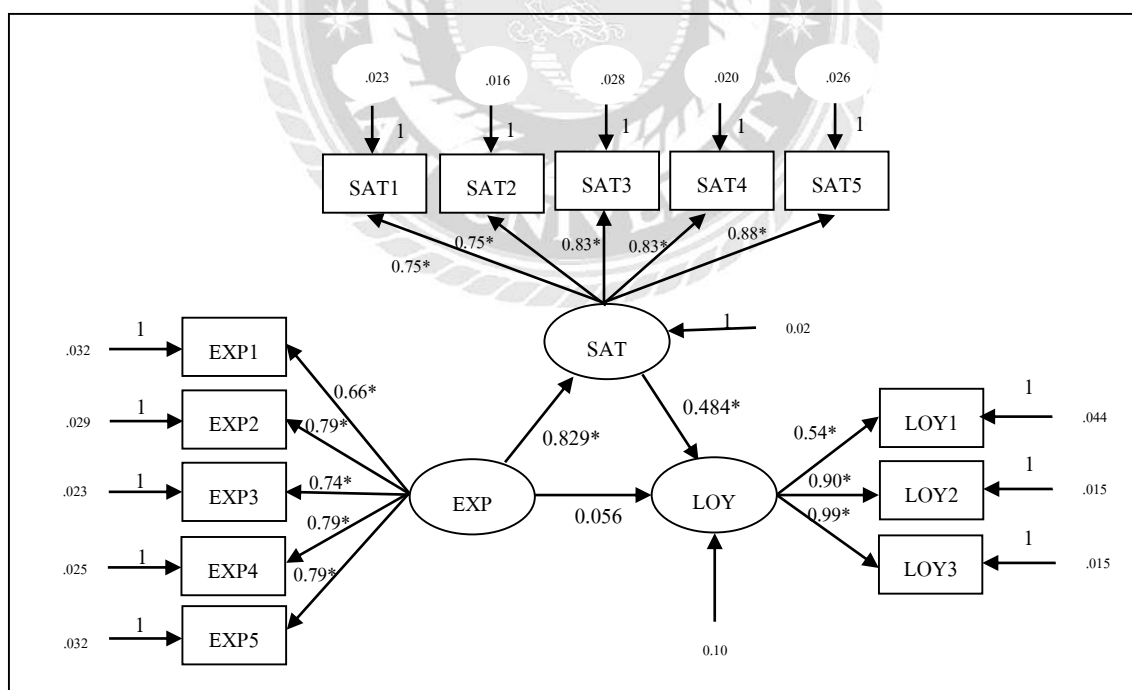 .023 .016 .028 .020 .026
1 1 1 1 1
SAT1 SAT2 SAT3 SAT4 SAT5
0.75* 0.75* 0.83* 0.83* 0.88*
SAT 1 0.02
.032 1 EXP1 0.66*
.029 1 EXP2 0.79*
.023 1 EXP3 0.74*
.025 1 EXP4 0.79*
.032 1 EXP5 0.79*
EXP 0.829* 0.484*
0.056 LOY
0.10
0.54* LOY1 1 .044
0.90* LOY2 1 .015
0.99* LOY3 1 .015